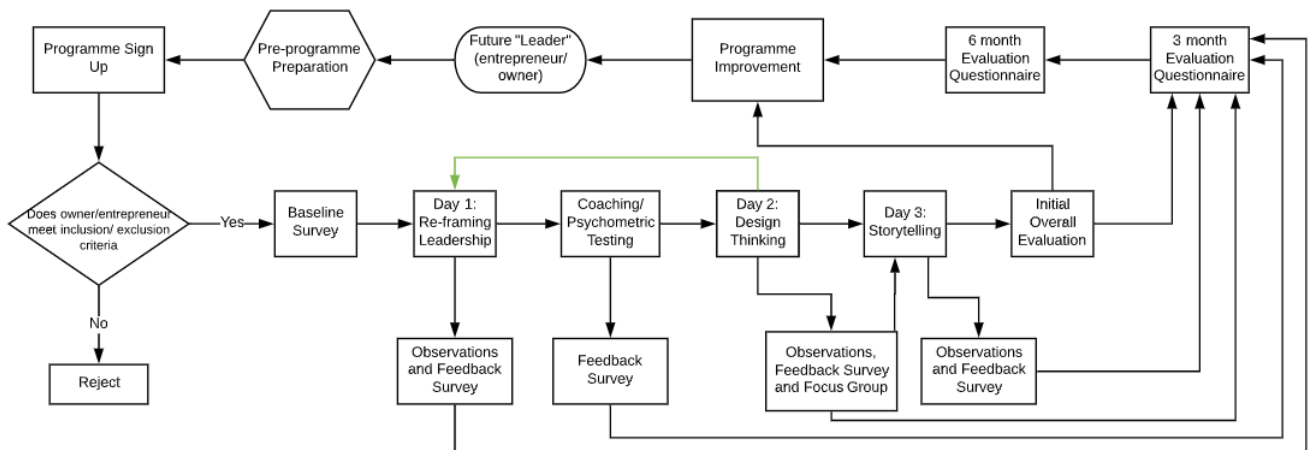 Programme Sign
Up
Pre-programme
Preparation
Future "Leader"
(entrepreneur/
owner)
Programme
Improvement
6 month
Evaluation
Questionnaire
3 month
Evaluation
Questionnaire
Does owner/entrepreneur
meet inclusion/ exclusion
criteria
Yes
Baseline
Survey
Day 1:
Re-framing
Leadership
Coaching/
Psychometric
Testing
Day 2:
Design
Thinking
Day 3:
Storytelling
Initial
Overall
Evaluation
No
Reject
Observations
and Feedback
Survey
Feedback
Survey
Observations,
Feedback Survey
and Focus Group
Observations
and Feedback
Survey